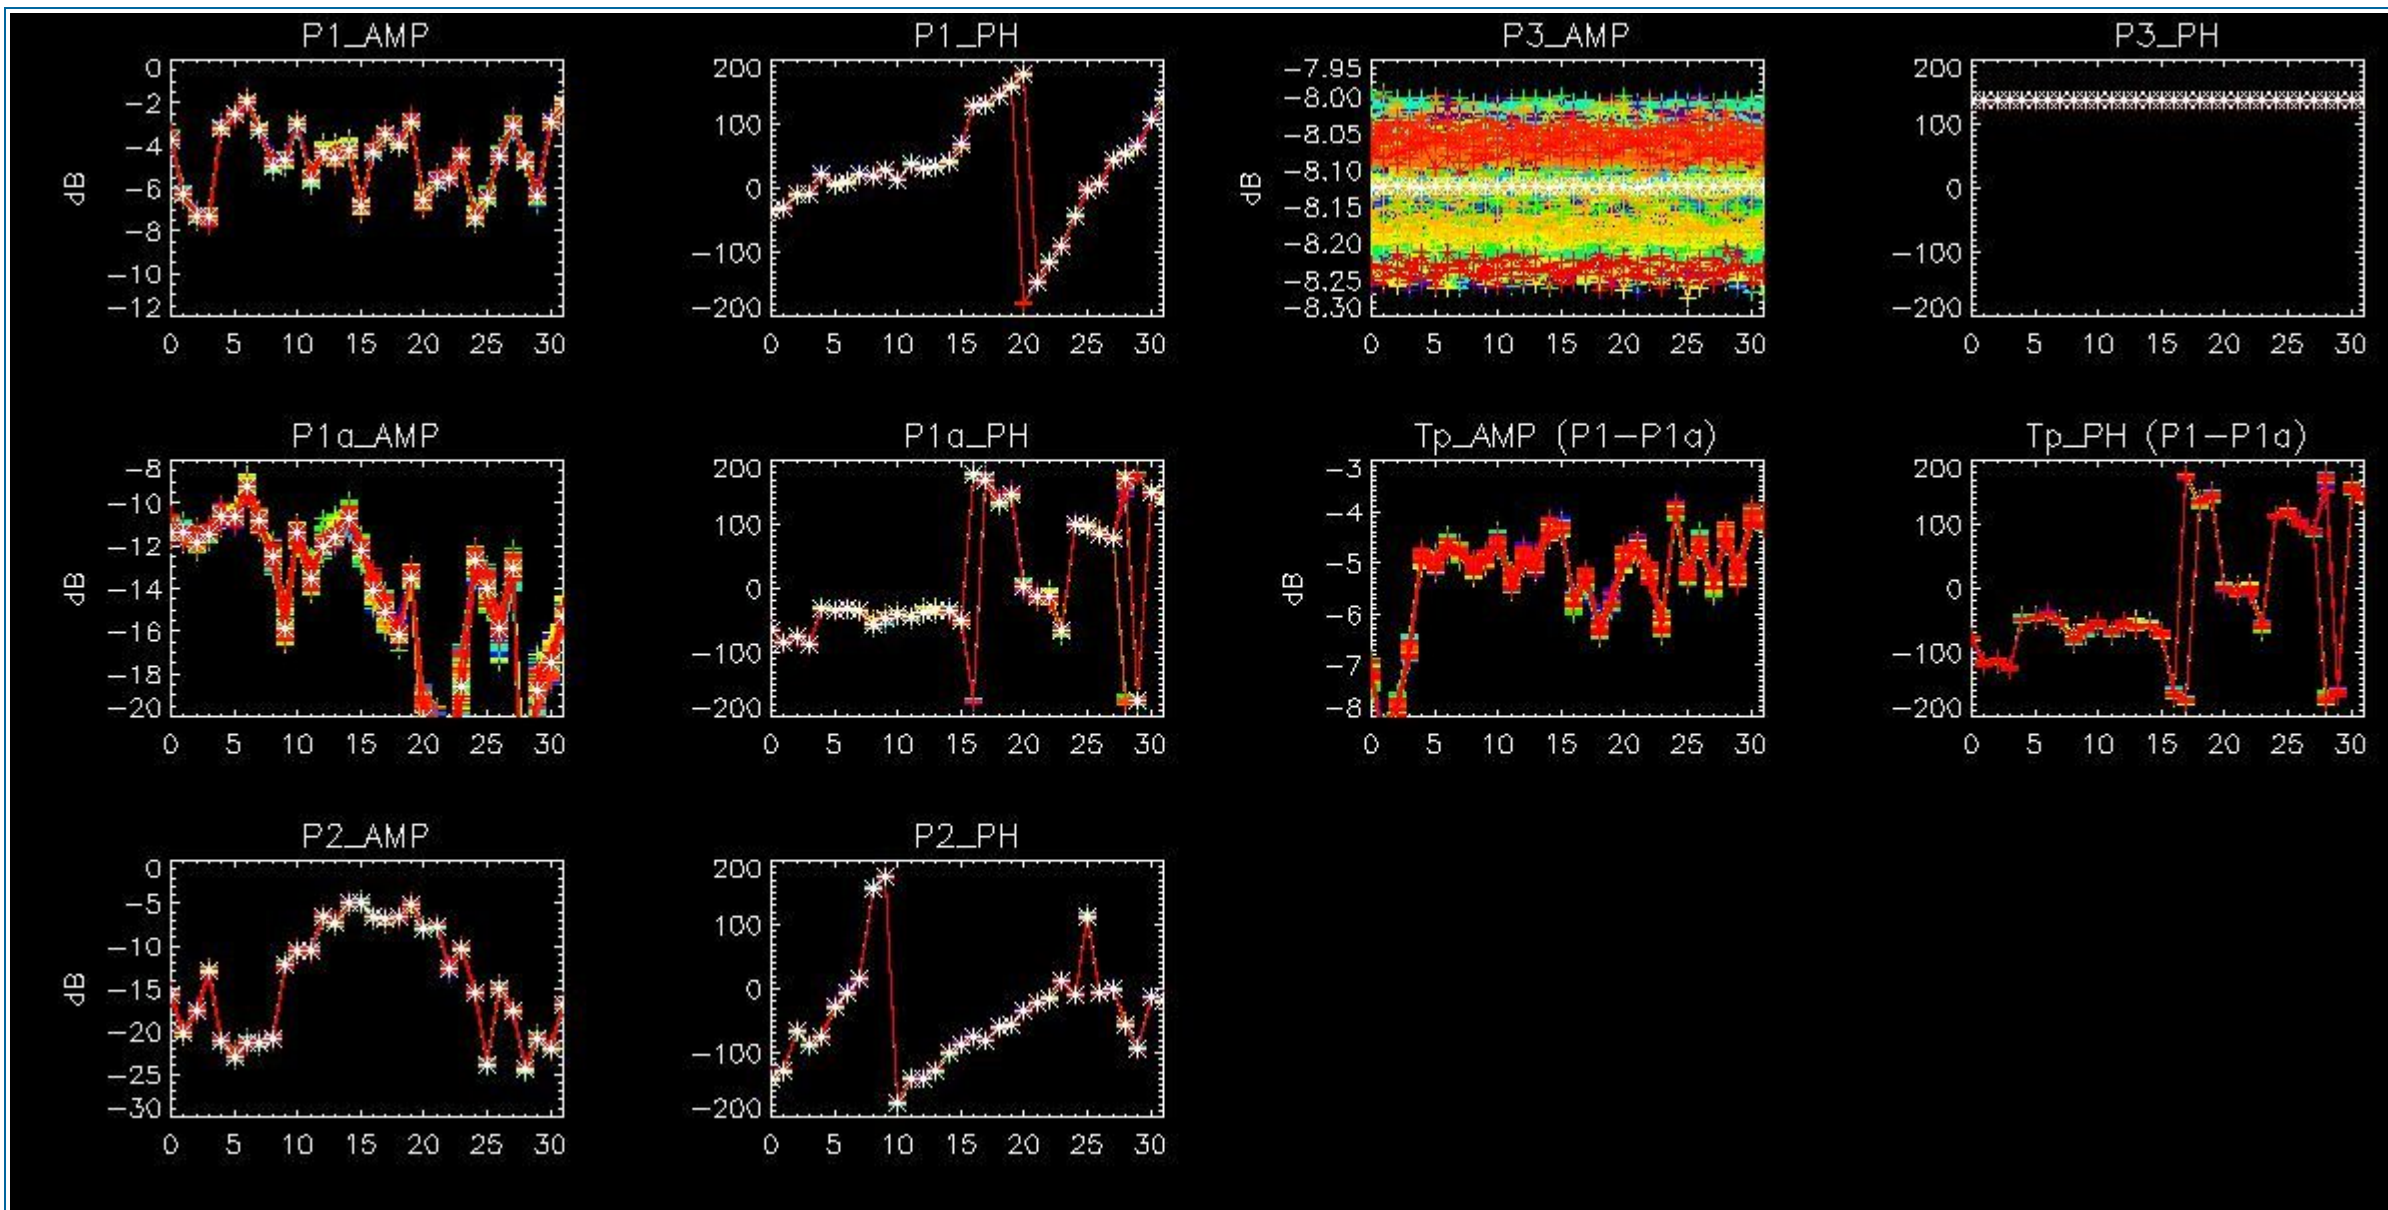 P1_AMP P1_PH P3_AMP P3_PH
0 200 −7.95 200
−2 100 −8.00 100
−4 0 −8.05 0
−6 −100 −8.10 −100
−8 −200 −8.15 −200
−10 −8.20
−12 −8.25
−8.30
dB dB
0 5 10 15 20 25 30 0 5 10 15 20 25 30 0 5 10 15 20 25 30 0 5 10 15 20 25 30
P1a_AMP P1a_PH Tp_AMP (P1−P1a) Tp_PH (P1−P1a)
−8 200 −3 200
−10 100 −4 100
−12 0 −5 0
−14 −100 −6 −100
−16 −200 −7 −200
−18 −8
−20
dB dB
0 5 10 15 20 25 30 0 5 10 15 20 25 30 0 5 10 15 20 25 30 0 5 10 15 20 25 30
P2_AMP P2_PH
0 200
−5 100
−10 0
−15 −100
−20 −200
−25
−30
dB
0 5 10 15 20 25 30 0 5 10 15 20 25 30